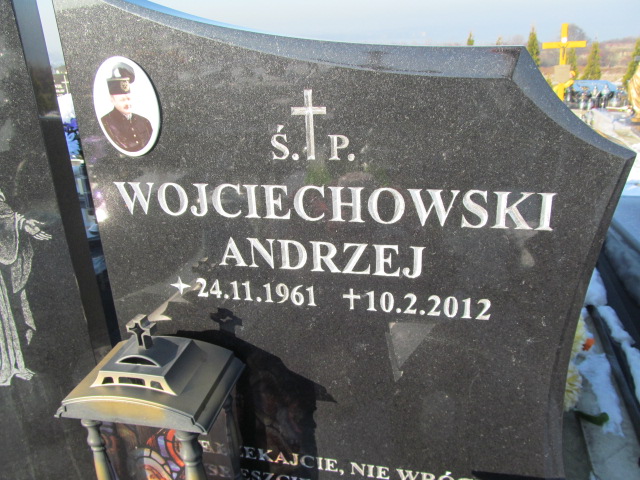 Ś. P.
WOJCIECHOWSKI
ANDRZEJ
24.11.1961 10.2.2012
NIE